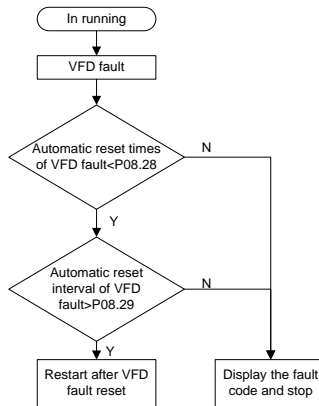 In running
VFD fault
Automatic reset times
of VFD fault<P08.28
N
Y
Automatic reset
interval of VFD
fault>P08.29
N
Y
Restart after VFD
fault reset
Display the fault
code and stop